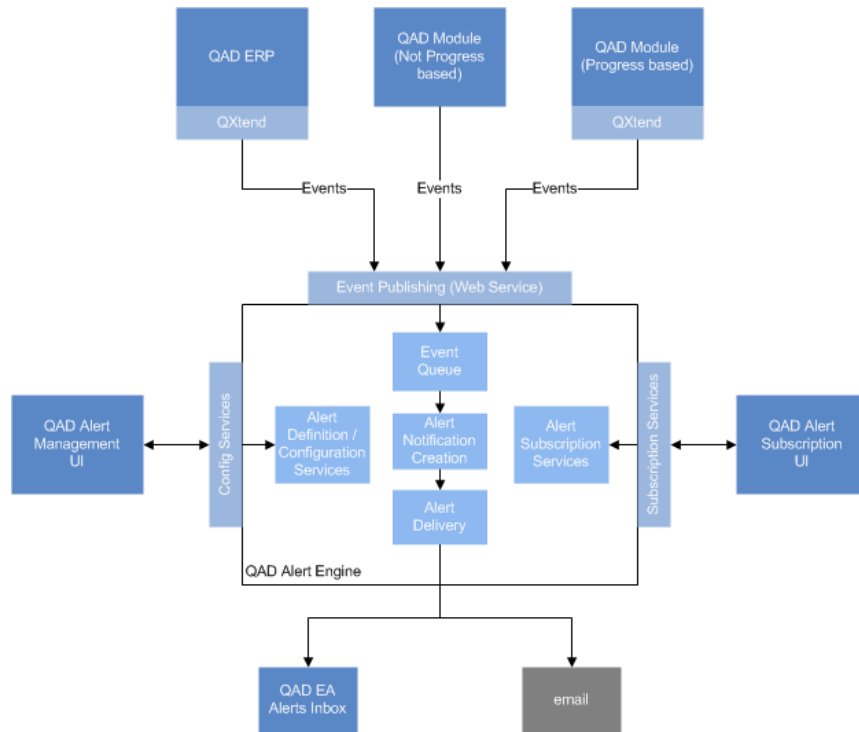 QAD ERP
QXtend
QAD Module
(Not Progress
based)
QAD Module
(Progress based)
QXtend
Events
Events
Events
Event Publishing (Web Service)
Event
Queue
QAD Alert
Management
UI
Config Services
Alert
Definition /
Configuration
Services
Alert
Notification
Creation
Alert
Subscription
Services
Subscription Services
QAD Alert
Subscription
UI
Alert
Delivery
QAD Alert Engine
QAD EA
Alerts Inbox
email